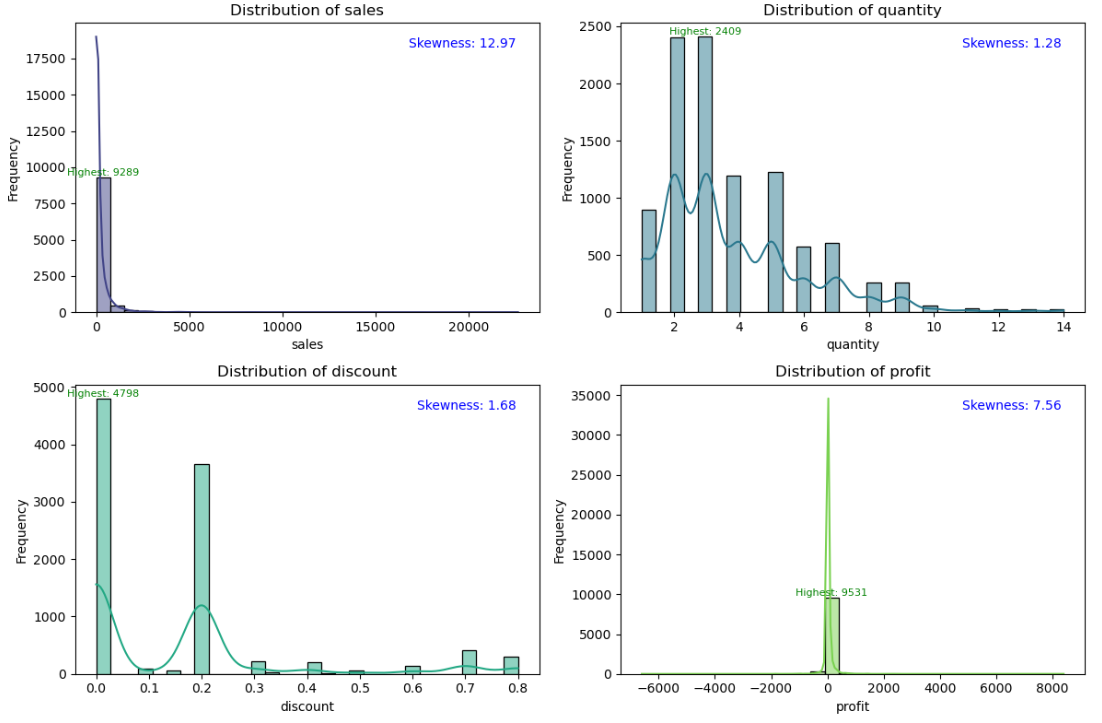 Distribution of sales
Skewness: 12.97
Highest: 9289
Frequency
17500
15000
12500
10000
7500
5000
2500
0
0 5000 10000 15000 20000
sales
Distribution of quantity
Skewness: 1.28
Highest: 2409
Frequency
2500
2000
1500
1000
500
0
2 4 6 8 10 12 14
quantity
Distribution of discount
Skewness: 1.68
Highest: 4798
Frequency
5000
4000
3000
2000
1000
0
0.0 0.1 0.2 0.3 0.4 0.5 0.6 0.7 0.8
discount
Distribution of profit
Skewness: 7.56
Highest: 9531
Frequency
35000
30000
25000
20000
15000
10000
5000
0
−6000 −4000 −2000 0 2000 4000 6000 8000
profit